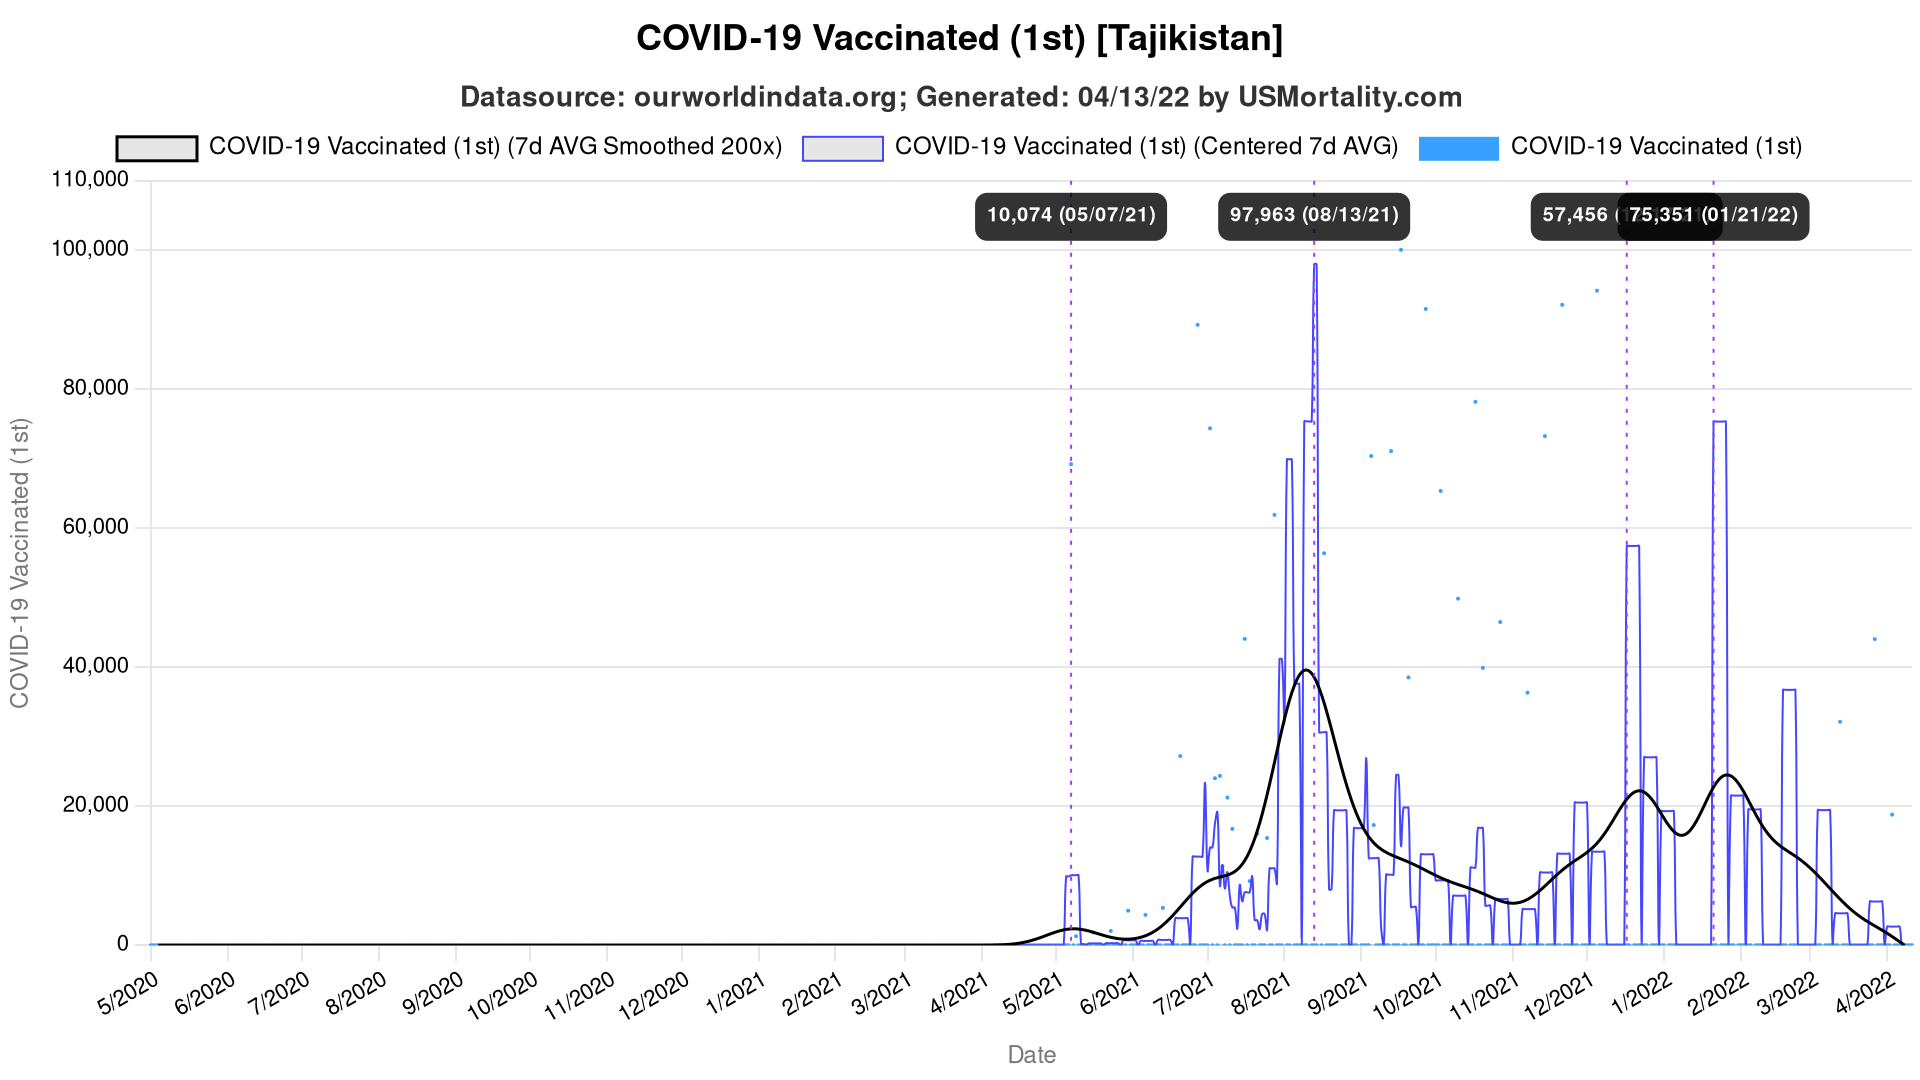 COVID-19 Vaccinated (1st) [Tajikistan]
Datasource: ourworldindata.org; Generated: 04/13/22 by USMortality.com
COVID-19 Vaccinated (1st) (7d AVG Smoothed 200x) COVID-19 Vaccinated (1st) (Centered 7d AVG) COVID-19 Vaccinated (1st)
110,000
10,074 (05/07/21) 97,963 (08/13/21) 57,456 75,351 (01/21/22)
100,000
80,000
60,000
40,000
20,000
0
COVID-19 Vaccinated (1st)
5/2020 6/2020 7/2020 8/2020 9/2020 10/2020 11/2020 12/2020 1/2021 2/2021 3/2021 4/2021 5/2021 6/2021 7/2021 8/2021 9/2021 10/2021 11/2021 12/2021 1/2022 2/2022 3/2022 4/2022
Date